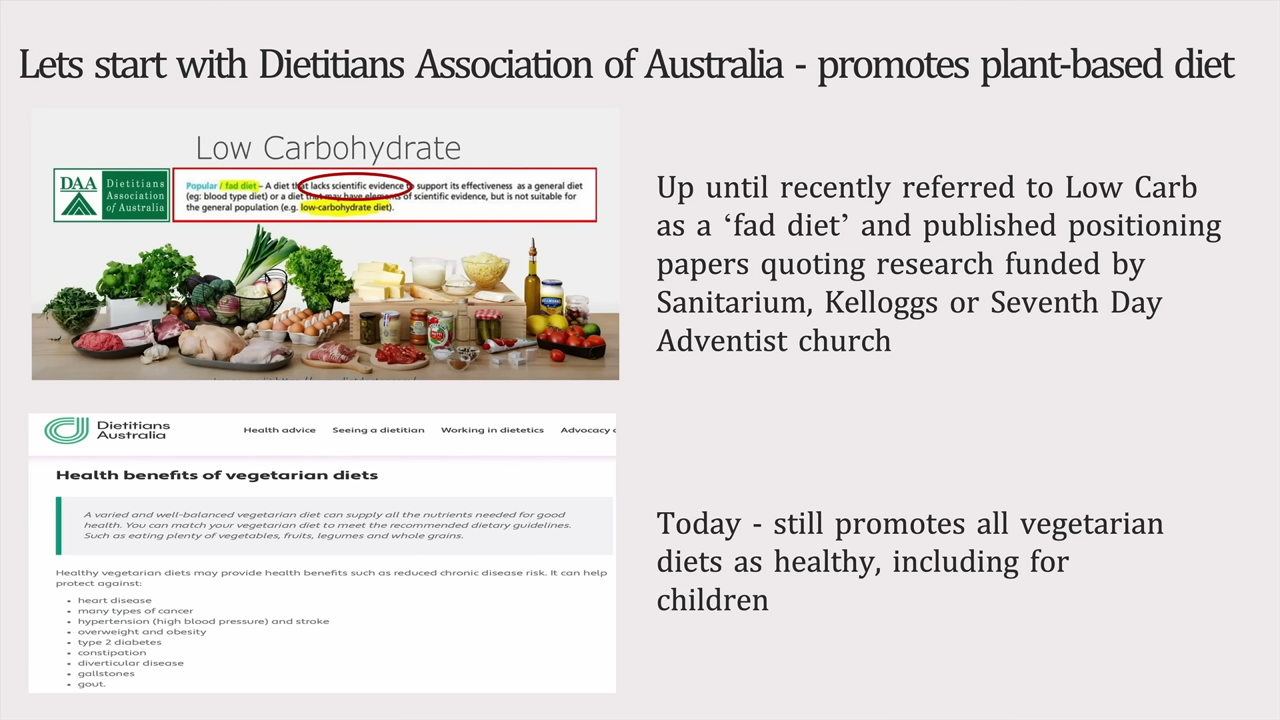 Lets start with Dietitians Association of Australia - promotes plant-based diet
Low Carbohydrate
DAA
Dietitians
Association
of Australia
Popular / fad diet – A diet that lacks scientific evidence to support its effectiveness as a general diet
(eg: blood type diet) or a diet that may have elements of scientific evidence, but is not suitable for
the general population (e.g. low-carbohydrate diet).
Up until recently referred to Low Carb
as a ‘fad diet’ and published positioning
papers quoting research funded by
Sanitarium, Kelloggs or Seventh Day
Adventist church
Dietitians
Australia
Health advice Seeing a dietitian Working in dietetics Advocacy
Health benefits of vegetarian diets
A varied and well-balanced vegetarian diet can supply all the nutrients needed for good
health. You can match your vegetarian diet to meet the recommended dietary guidelines.
Such as eating plenty of vegetables, fruits, legumes and whole grains.
Healthy vegetarian diets may provide health benefits such as reduced chronic disease risk. It can help
protect against:
• heart disease
• many types of cancer
• hypertension (high blood pressure) and stroke
• overweight and obesity
• type 2 diabetes
• constipation
• diverticular disease
• gallstones
• gout.
Today - still promotes all vegetarian
diets as healthy, including for
children